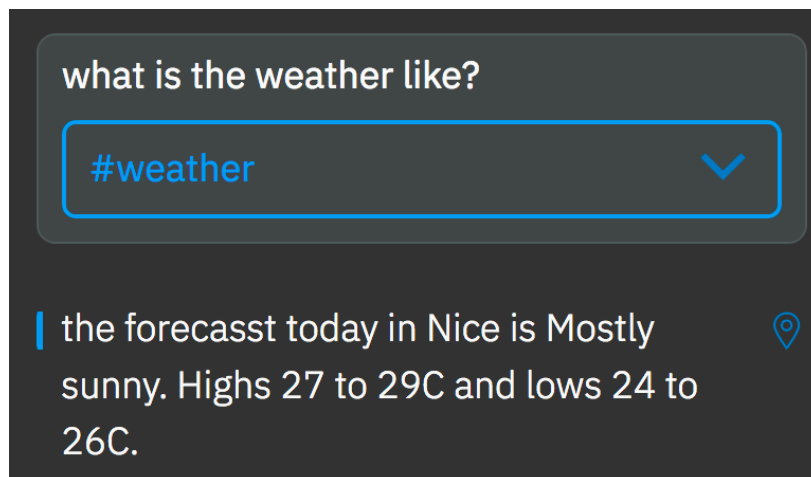 what is the weather like?
#weather
the forecasst today in Nice is Mostly
sunny. Highs 27 to 29C and lows 24 to
26C.